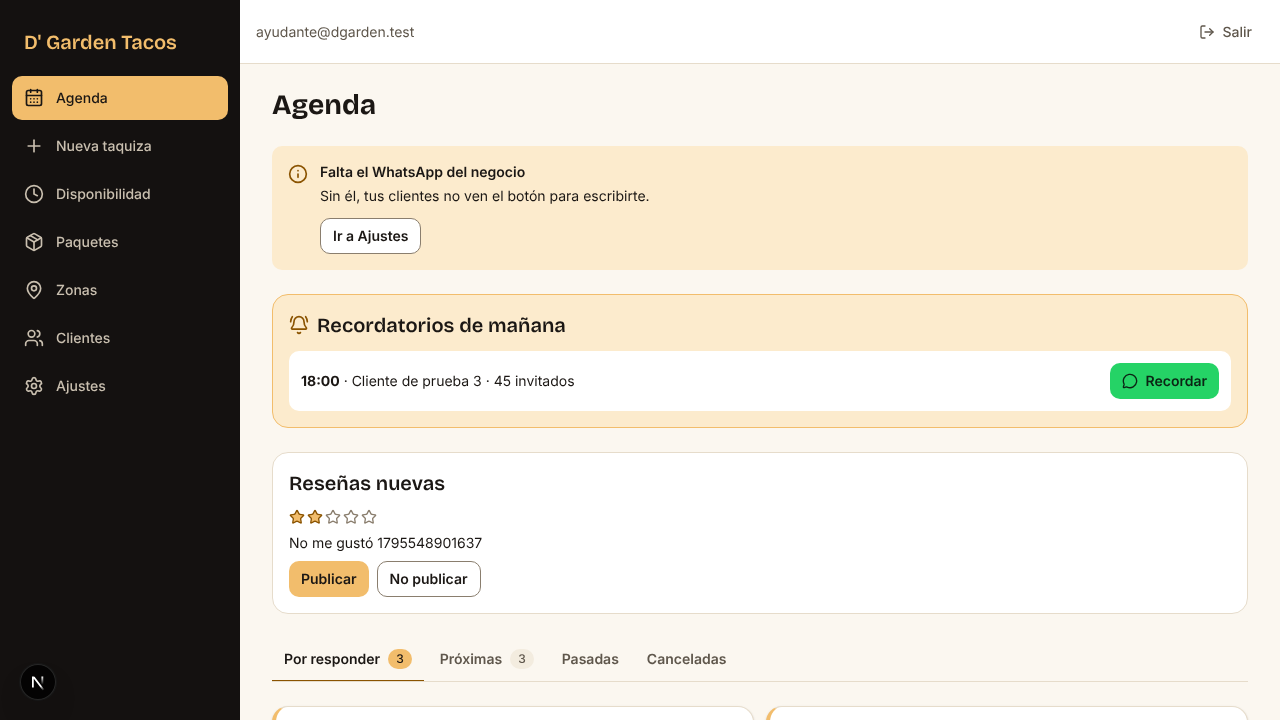 D' Garden Tacos
Agenda
Nueva taquiza
Disponibilidad
Paquetes
Zonas
Clientes
Ajustes
N
ayudante@dgarden.test
Salir
Agenda
Falta el WhatsApp del negocio
Sin él, tus clientes no ven el botón para escribirte.
Ir a Ajustes
Recordatorios de mañana
18:00 · Cliente de prueba 3 · 45 invitados
Recordar
Reseñas nuevas
No me gustó 1795548901637
Publicar No publicar
Por responder 3 Próximas 3 Pasadas Canceladas